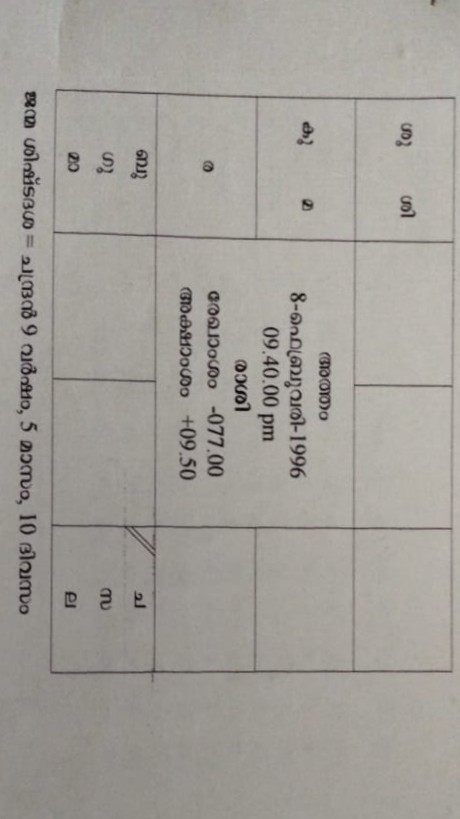 ശു ശി
കു മ
അത്തം
8-ഫെബ്രുവരി-1996
09.40.00 pm
രാശി
രേഖാംശം -077.00
അക്ഷാംശം +09.50
ര
ബു ച
ഗു സ
മാ ല
ജന്മ ശിഷ്ടദശ = ചന്ദ്രൻ 9 വർഷം, 5 മാസം, 10 ദിവസം